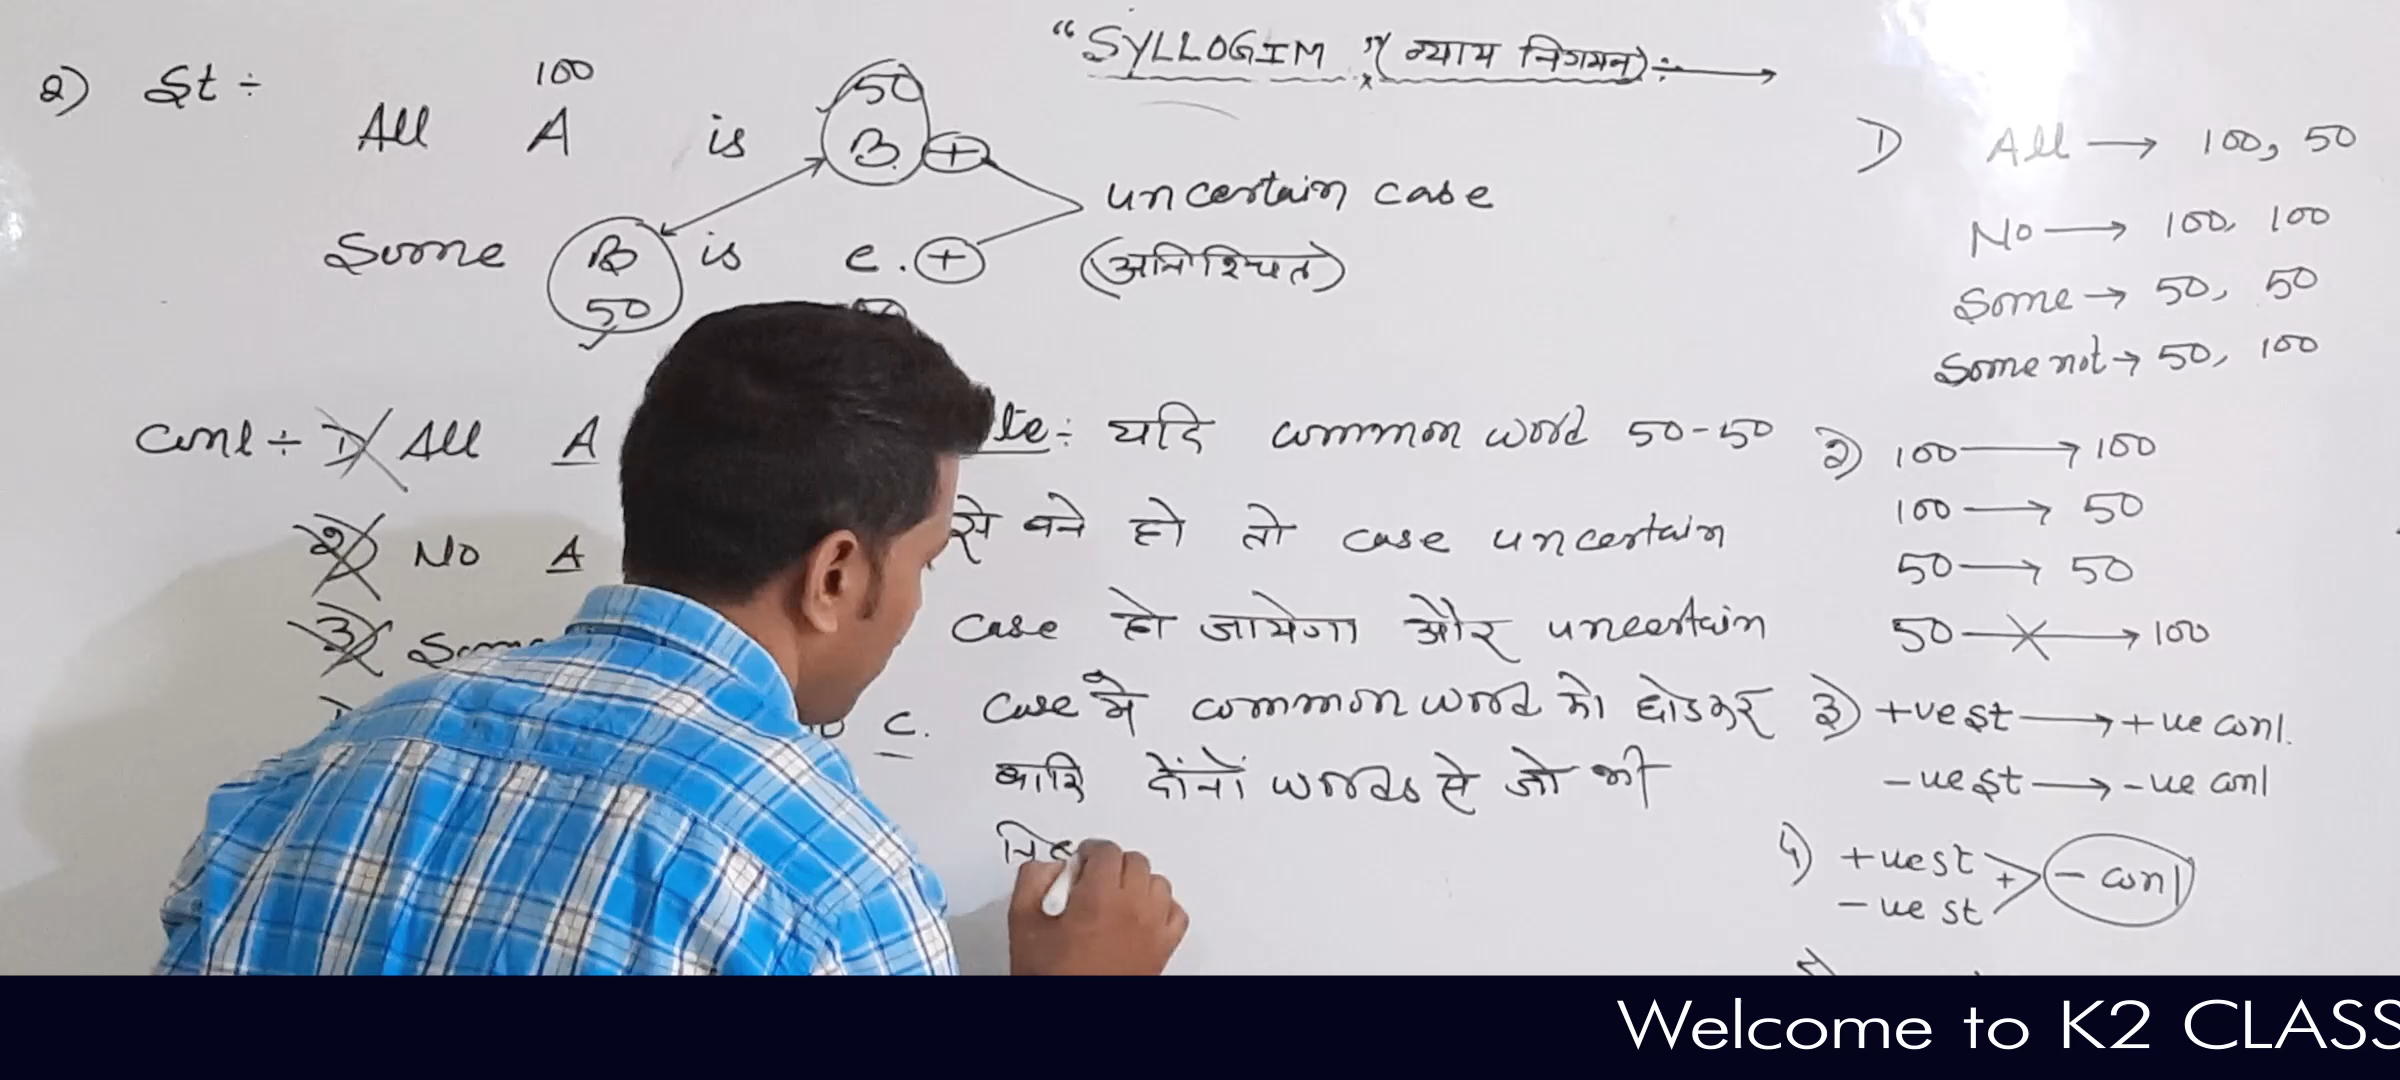 “SYLLOGIM” (न्याय निगमन) ÷ →
2) St ÷
100 50
All A is B. +
uncertain case
(अनिश्चित)
Some B is c. +
50
conl ÷ 1) All A
2) No A
3) Some
c.
te :- यदि common word 50-50
से बने हो तो case uncertain
case हो जायेगा और uncertain
case मे common word को छोडकर
बाकि दोंनों words से जो भी
1) All → 100, 50
No → 100, 100
Some → 50, 50
Some not → 50, 100
2) 100 → 100
100 → 50
50 → 50
50 → 100
3) +ve st → +ve conl.
-ve st → -ve conl
4) +ve st
+ - conl
-ve st
Welcome to K2 CLASS